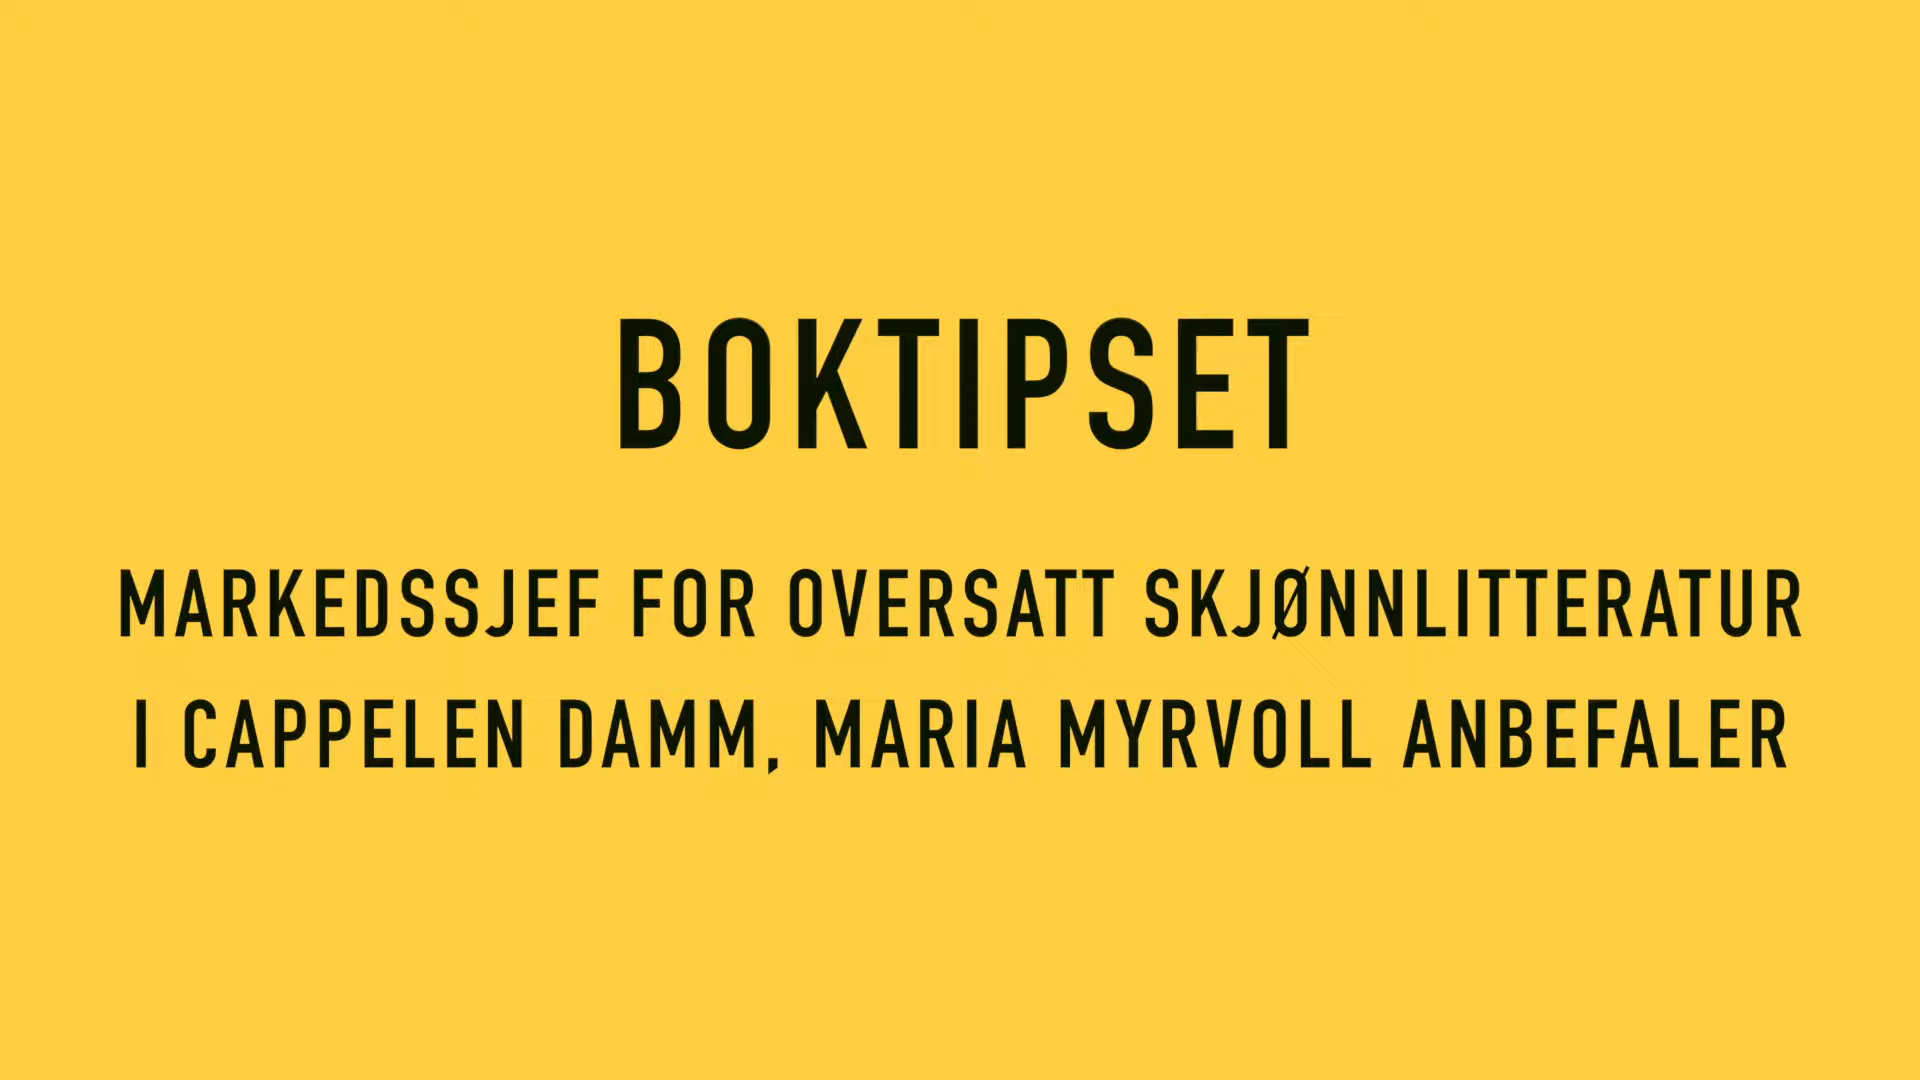 BOKTIPSET
MARKEDSSJEF FOR OVERSATT SKJØNNLITTERATUR
I CAPPELEN DAMM, MARIA MYRVOLL ANBEFALER